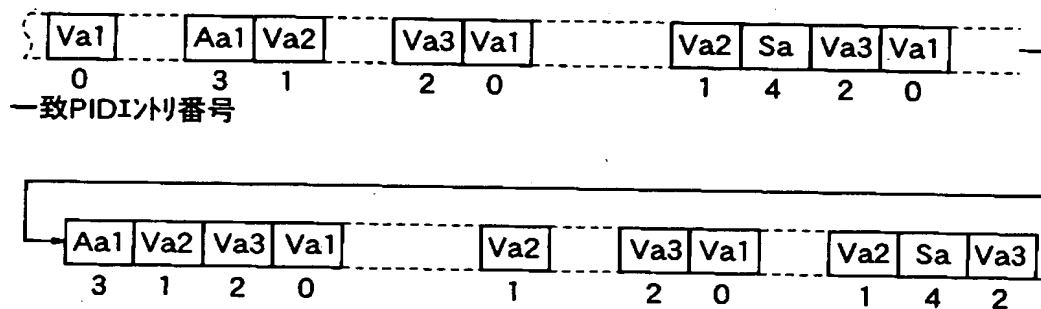 Va1 Aa1 Va2 Va3 Va1 Va2 Sa Va3 Va1
0 3 1 2 0 1 4 2 0
一致PIDエントリ番号
Aa1 Va2 Va3 Va1 Va2 Va3 Va1 Va2 Sa Va3
3 1 2 0 1 2 0 1 4 2